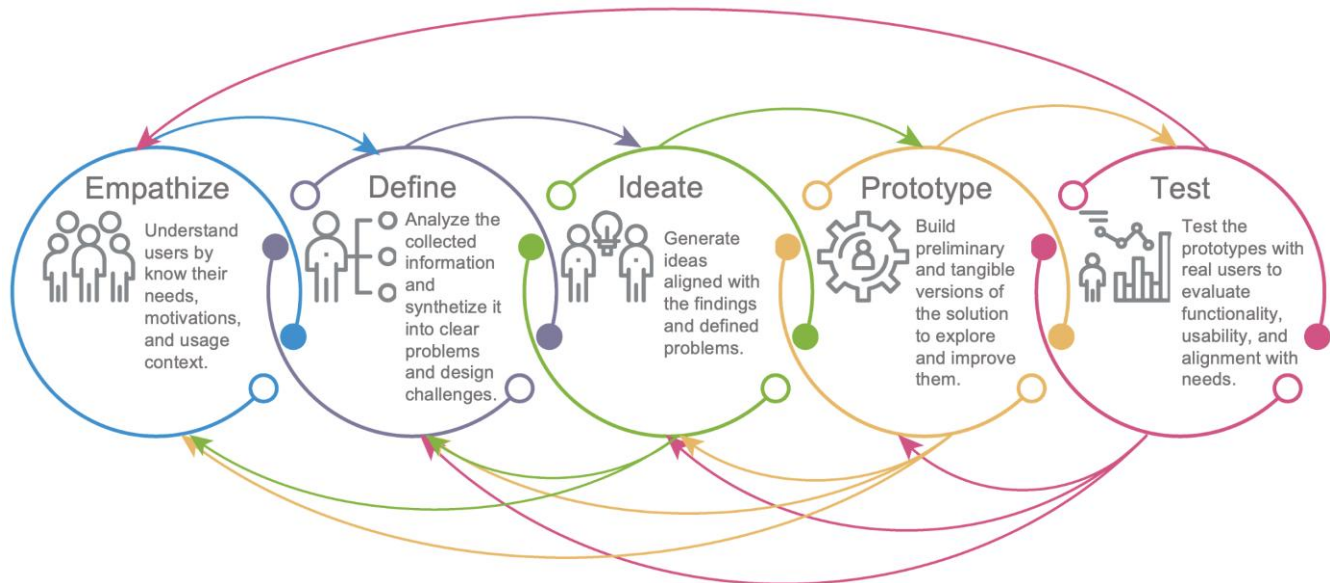 Empathize
Understand
users by
know their
needs,
motivations,
and usage
context.
Define
Analyze the
collected
information
and
synthetize it
into clear
problems
and design
challenges.
Ideate
Generate
ideas
aligned with
the findings
and defined
problems.
Prototype
Build
preliminary
and tangible
versions of
the solution
to explore
and improve
them.
Test
Test the
prototypes with
real users to
evaluate
functionality,
usability, and
alignment with
needs.